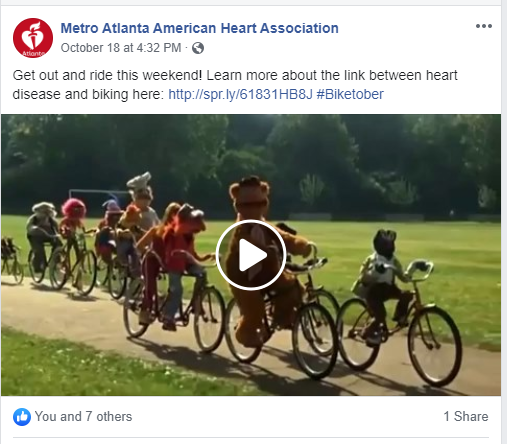 Metro Atlanta American Heart Association
October 18 at 4:32 PM ·
Get out and ride this weekend! Learn more about the link between heart
disease and biking here: http://spr.ly/61831HB8J #Biketober
Atlanta
You and 7 others
1 Share